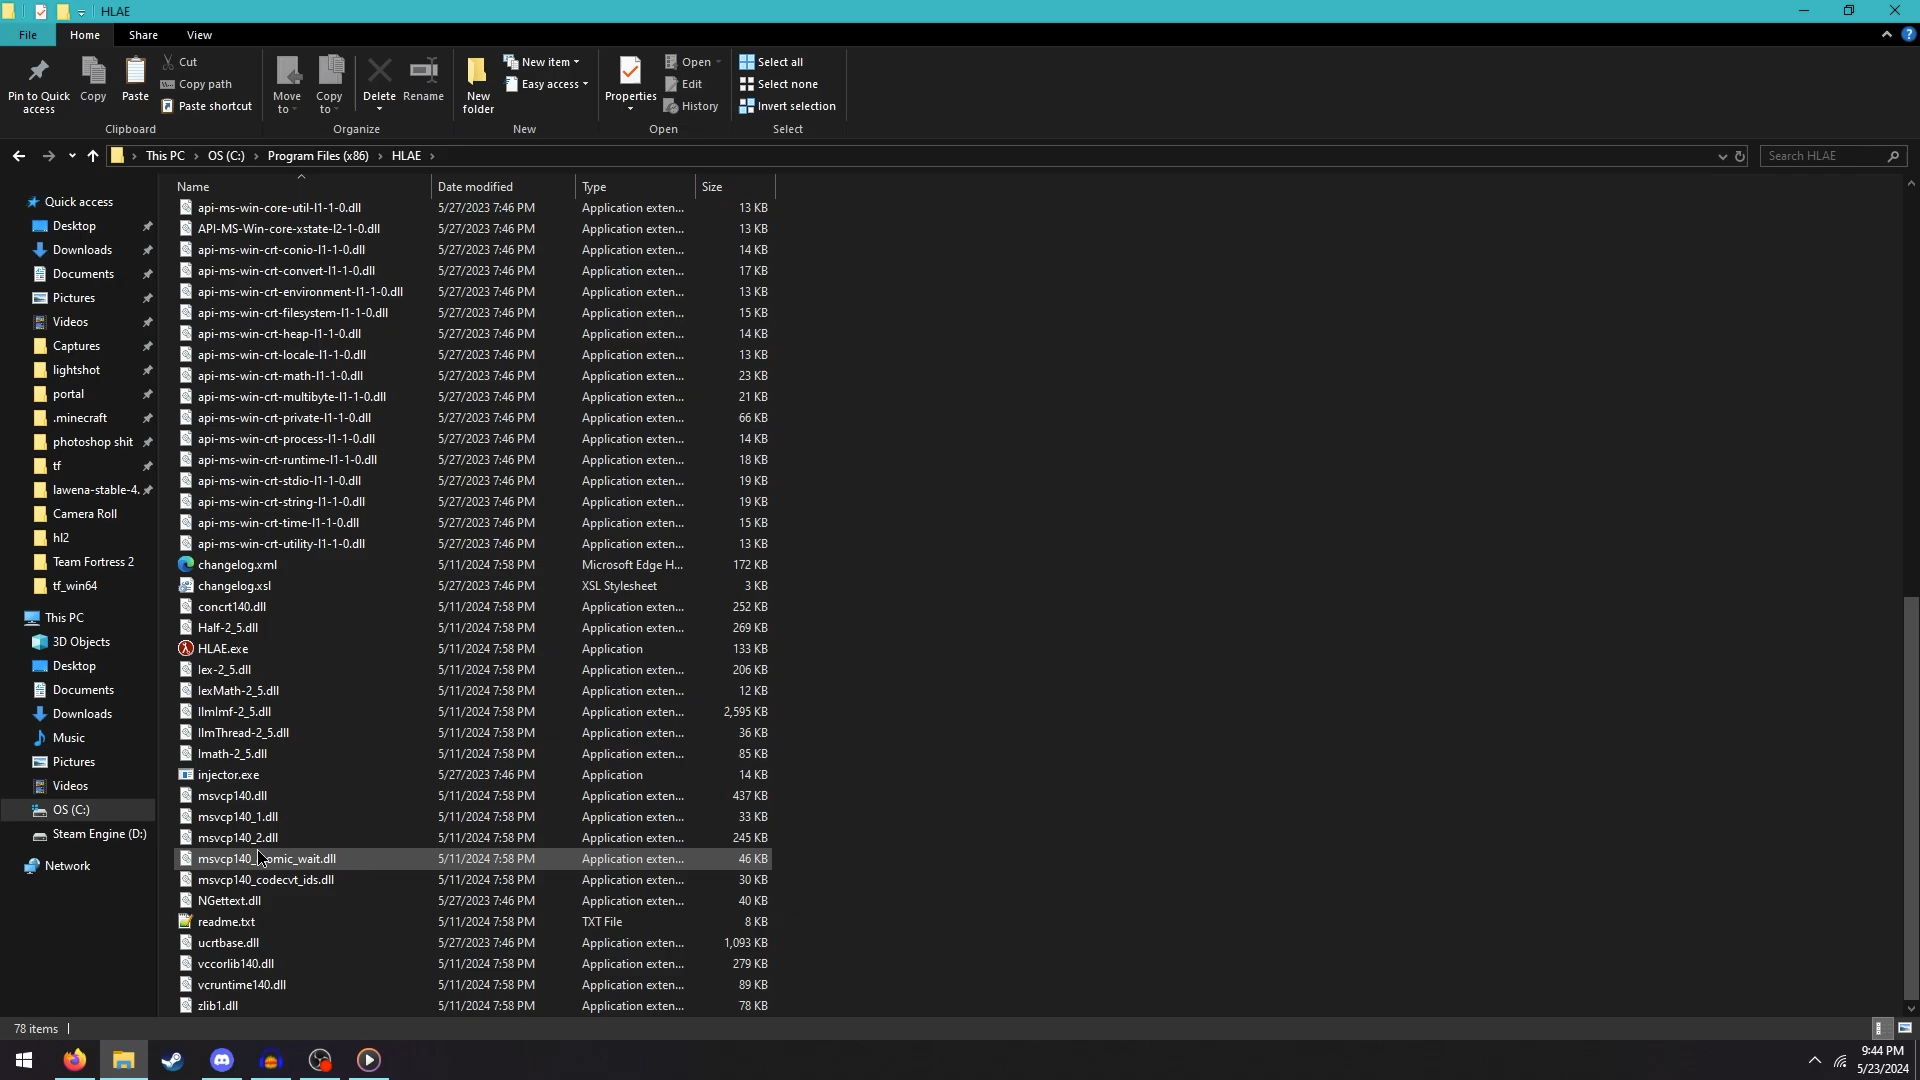 HLAE
File Home Share View
Pin to Quick access
Copy
Paste
Cut
Copy path
Paste shortcut
Clipboard
Move to
Copy to
Delete
Rename
Organize
New folder
New item
Easy access
New
Properties
Open
Edit
History
Open
Select all
Select none
Invert selection
Select
This PC › OS (C:) › Program Files (x86) › HLAE ›
Search HLAE
Quick access
Desktop
Downloads
Documents
Pictures
Videos
Captures
lightshot
portal
.minecraft
photoshop shit
tf
lawena-stable-4.
Camera Roll
hl2
Team Fortress 2
tf_win64
This PC
3D Objects
Desktop
Documents
Downloads
Music
Pictures
Videos
OS (C:)
Steam Engine (D:)
Network
Name Date modified Type Size
api-ms-win-core-util-l1-1-0.dll 5/27/2023 7:46 PM Application exten... 13 KB
API-MS-Win-core-xstate-l2-1-0.dll 5/27/2023 7:46 PM Application exten... 13 KB
api-ms-win-crt-conio-l1-1-0.dll 5/27/2023 7:46 PM Application exten... 14 KB
api-ms-win-crt-convert-l1-1-0.dll 5/27/2023 7:46 PM Application exten... 17 KB
api-ms-win-crt-environment-l1-1-0.dll 5/27/2023 7:46 PM Application exten... 13 KB
api-ms-win-crt-filesystem-l1-1-0.dll 5/27/2023 7:46 PM Application exten... 15 KB
api-ms-win-crt-heap-l1-1-0.dll 5/27/2023 7:46 PM Application exten... 14 KB
api-ms-win-crt-locale-l1-1-0.dll 5/27/2023 7:46 PM Application exten... 13 KB
api-ms-win-crt-math-l1-1-0.dll 5/27/2023 7:46 PM Application exten... 23 KB
api-ms-win-crt-multibyte-l1-1-0.dll 5/27/2023 7:46 PM Application exten... 21 KB
api-ms-win-crt-private-l1-1-0.dll 5/27/2023 7:46 PM Application exten... 66 KB
api-ms-win-crt-process-l1-1-0.dll 5/27/2023 7:46 PM Application exten... 14 KB
api-ms-win-crt-runtime-l1-1-0.dll 5/27/2023 7:46 PM Application exten... 18 KB
api-ms-win-crt-stdio-l1-1-0.dll 5/27/2023 7:46 PM Application exten... 19 KB
api-ms-win-crt-string-l1-1-0.dll 5/27/2023 7:46 PM Application exten... 19 KB
api-ms-win-crt-time-l1-1-0.dll 5/27/2023 7:46 PM Application exten... 15 KB
api-ms-win-crt-utility-l1-1-0.dll 5/27/2023 7:46 PM Application exten... 13 KB
changelog.xml 5/11/2024 7:58 PM Microsoft Edge H... 172 KB
changelog.xsl 5/27/2023 7:46 PM XSL Stylesheet 3 KB
concrt140.dll 5/11/2024 7:58 PM Application exten... 252 KB
Half-2_5.dll 5/11/2024 7:58 PM Application exten... 269 KB
HLAE.exe 5/11/2024 7:58 PM Application 133 KB
Iex-2_5.dll 5/11/2024 7:58 PM Application exten... 206 KB
IexMath-2_5.dll 5/11/2024 7:58 PM Application exten... 12 KB
IlmImf-2_5.dll 5/11/2024 7:58 PM Application exten... 2,595 KB
IlmThread-2_5.dll 5/11/2024 7:58 PM Application exten... 36 KB
Imath-2_5.dll 5/11/2024 7:58 PM Application exten... 85 KB
injector.exe 5/27/2023 7:46 PM Application 14 KB
msvcp140.dll 5/11/2024 7:58 PM Application exten... 437 KB
msvcp140_1.dll 5/11/2024 7:58 PM Application exten... 33 KB
msvcp140_2.dll 5/11/2024 7:58 PM Application exten... 245 KB
msvcp140_ omic_wait.dll 5/11/2024 7:58 PM Application exten... 46 KB
msvcp140_codecvt_ids.dll 5/11/2024 7:58 PM Application exten... 30 KB
NGettext.dll 5/27/2023 7:46 PM Application exten... 40 KB
readme.txt 5/11/2024 7:58 PM TXT File 8 KB
ucrtbase.dll 5/27/2023 7:46 PM Application exten... 1,093 KB
vccorlib140.dll 5/11/2024 7:58 PM Application exten... 279 KB
vcruntime140.dll 5/11/2024 7:58 PM Application exten... 89 KB
zlib1.dll 5/11/2024 7:58 PM Application exten... 78 KB
78 items
9:44 PM
5/23/2024